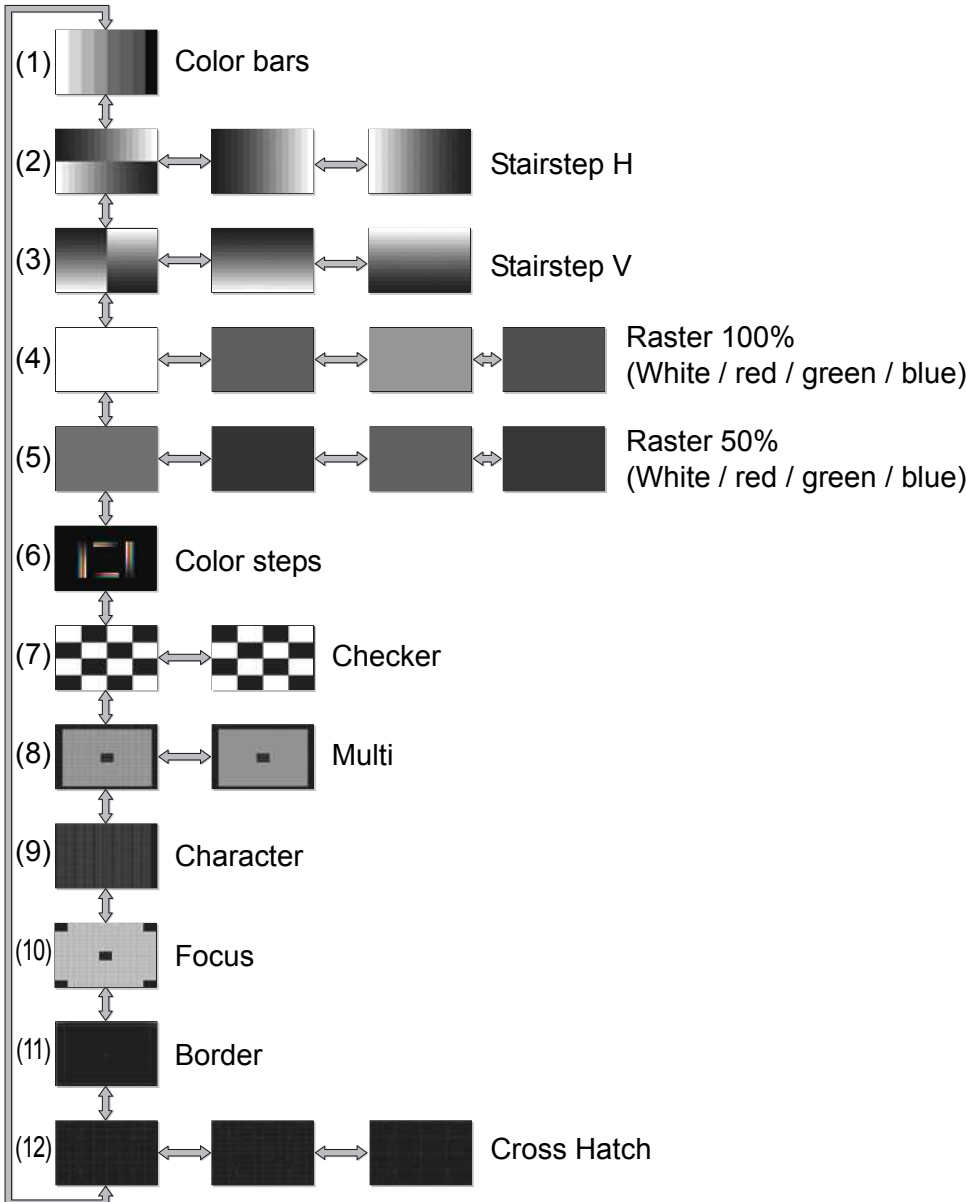 (1) Color bars
(2) Stairstep H
(3) Stairstep V
(4) Raster 100%
(White / red / green / blue)
(5) Raster 50%
(White / red / green / blue)
(6) Color steps
(7) Checker
(8) Multi
(9) Character
(10) Focus
(11) Border
(12) Cross Hatch